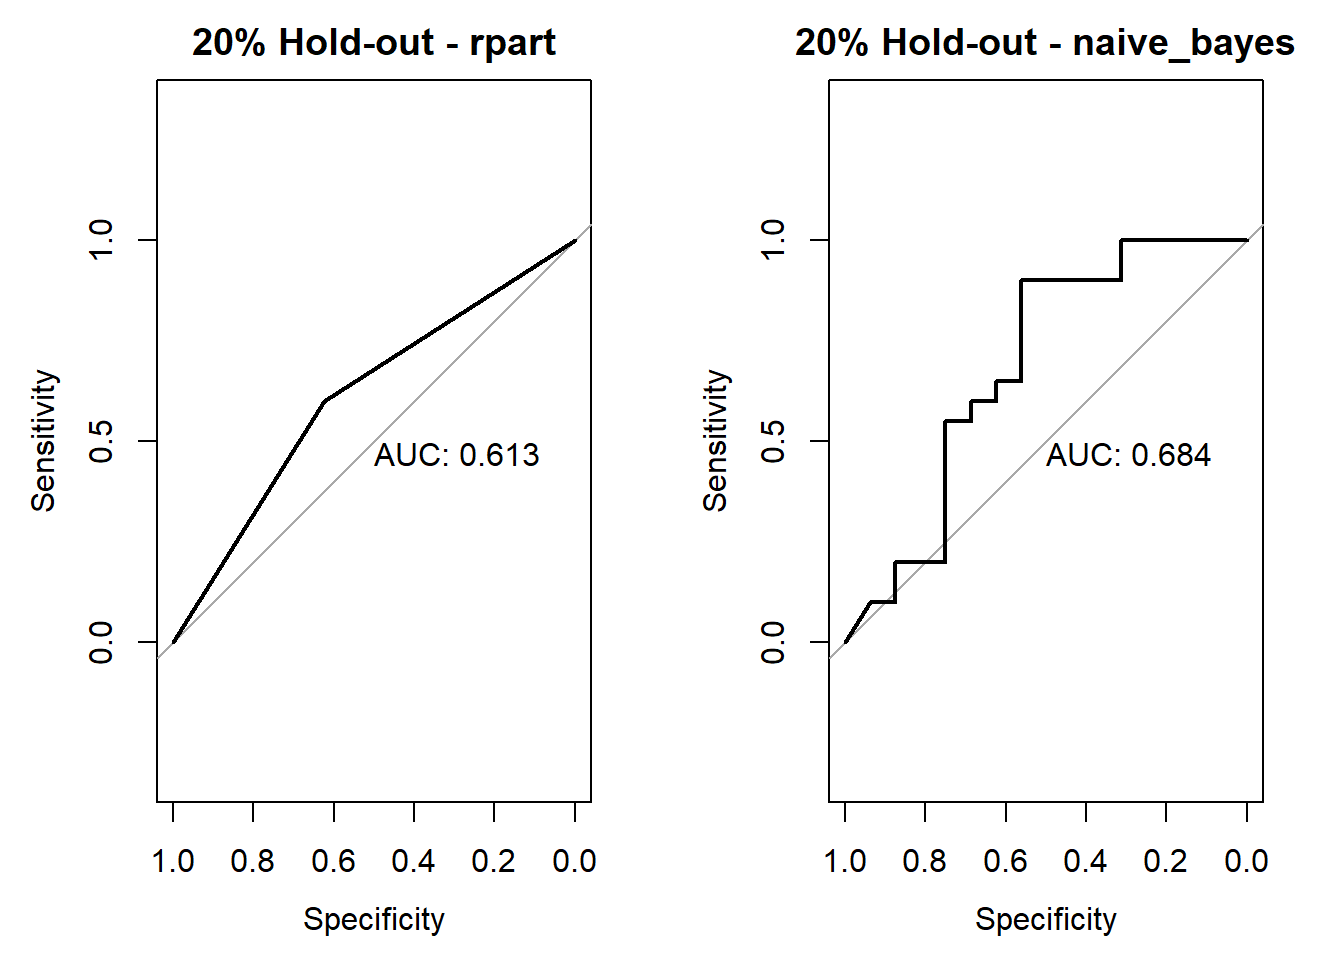 20% Hold-out - rpart
Sensitivity
1.0
0.5
0.0
AUC: 0.613
1.0 0.8 0.6 0.4 0.2 0.0
Specificity
20% Hold-out - naive_bayes
Sensitivity
1.0
0.5
0.0
AUC: 0.684
1.0 0.8 0.6 0.4 0.2 0.0
Specificity